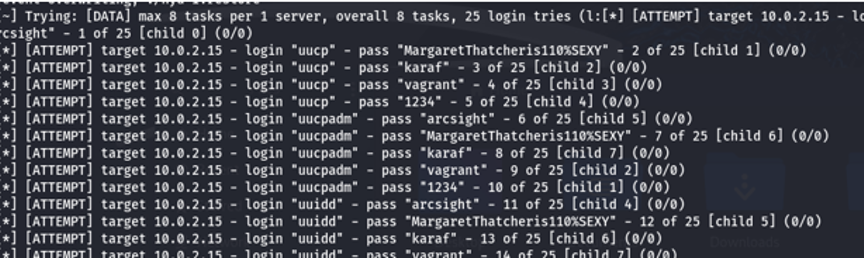 [~] Trying: [DATA] max 8 tasks per 1 server, overall 8 tasks, 25 login tries (l:[*] [ATTEMPT] target 10.0.2.15 - lo
rcsight" - 1 of 25 [child 0] (0/0)
*] [ATTEMPT] target 10.0.2.15 - login "uucp" - pass "MargaretThatcheris110%SEXY" - 2 of 25 [child 1] (0/0)
*] [ATTEMPT] target 10.0.2.15 - login "uucp" - pass "karaf" - 3 of 25 [child 2] (0/0)
*] [ATTEMPT] target 10.0.2.15 - login "uucp" - pass "vagrant" - 4 of 25 [child 3] (0/0)
*] [ATTEMPT] target 10.0.2.15 - login "uucp" - pass "1234" - 5 of 25 [child 4] (0/0)
*] [ATTEMPT] target 10.0.2.15 - login "uucpadm" - pass "arcsight" - 6 of 25 [child 5] (0/0)
*] [ATTEMPT] target 10.0.2.15 - login "uucpadm" - pass "MargaretThatcheris110%SEXY" - 7 of 25 [child 6] (0/0)
*] [ATTEMPT] target 10.0.2.15 - login "uucpadm" - pass "karaf" - 8 of 25 [child 7] (0/0)
*] [ATTEMPT] target 10.0.2.15 - login "uucpadm" - pass "vagrant" - 9 of 25 [child 2] (0/0)
*] [ATTEMPT] target 10.0.2.15 - login "uucpadm" - pass "1234" - 10 of 25 [child 1] (0/0)
*] [ATTEMPT] target 10.0.2.15 - login "uuidd" - pass "arcsight" - 11 of 25 [child 4] (0/0)
*] [ATTEMPT] target 10.0.2.15 - login "uuidd" - pass "MargaretThatcheris110%SEXY" - 12 of 25 [child 5] (0/0)
*] [ATTEMPT] target 10.0.2.15 - login "uuidd" - pass "karaf" - 13 of 25 [child 6] (0/0)
*] [ATTEMPT] target 10.0.2.15 - login "uuidd" - pass "vagrant" - 14 of 25 [child 7] (0/0)
Downloads